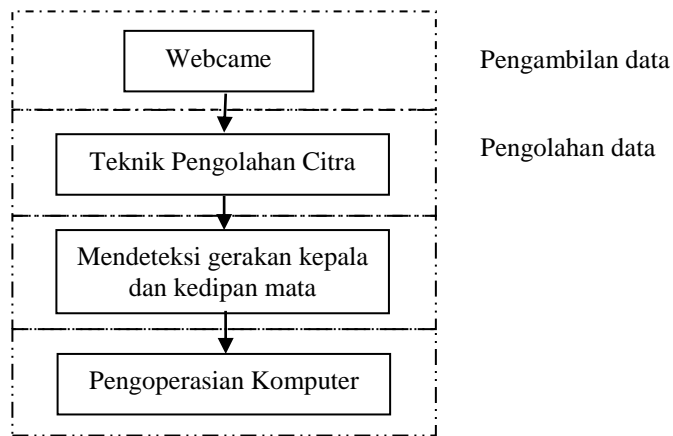 Webcame
Pengambilan data
Teknik Pengolahan Citra
Pengolahan data
Mendeteksi gerakan kepala
dan kedipan mata
Pengoperasian Komputer